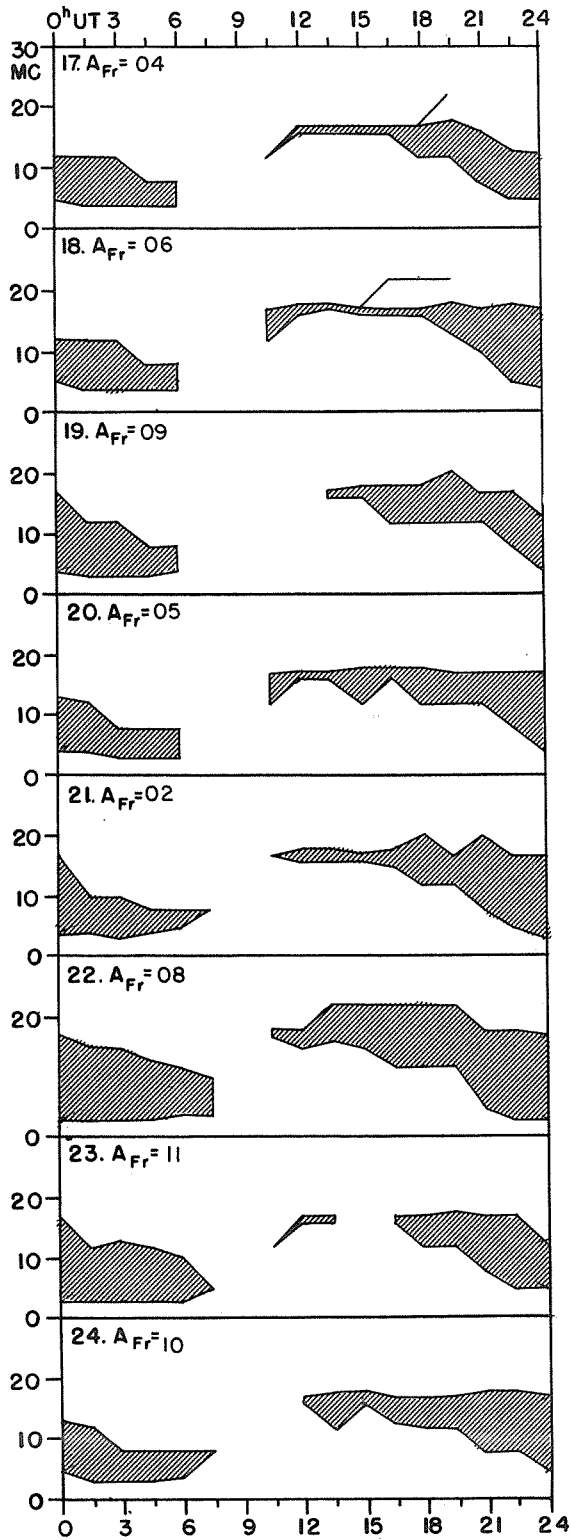 0ʰ UT 3 6 9 12 15 18 21 24
30
MC
17. A_Fr = 04
20
10
0
18. A_Fr = 06
20
10
0
19. A_Fr = 09
20
10
0
20. A_Fr = 05
20
10
0
21. A_Fr = 02
20
10
0
22. A_Fr = 08
20
0
23. A_Fr = 11
20
10
0
24. A_Fr = 10
20
10
0
0 3 6 9 12 15 18 21 24